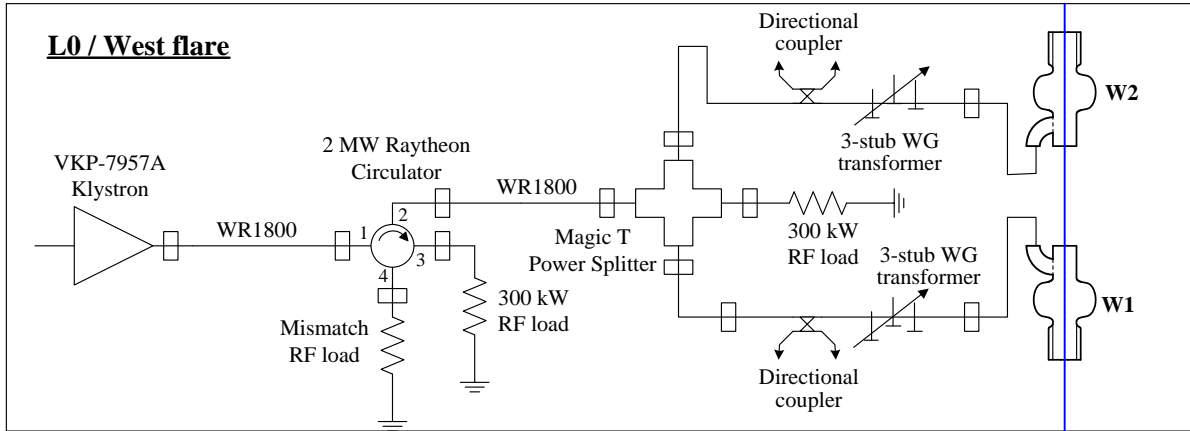 L0 / West flare
Directional
coupler
W2
3-stub WG
transformer
2 MW Raytheon
Circulator
VKP-7957A
Klystron
WR1800
WR1800
1
2
3
4
Magic T
Power Splitter
300 kW
RF load
3-stub WG
transformer
300 kW
RF load
Mismatch
RF load
W1
Directional
coupler